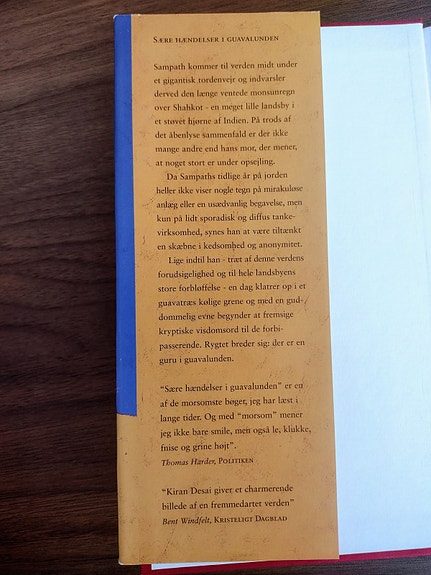 SÆRE HÆNDELSER I GUAVALUNDEN
Sampath kommer til verden midt under
et gigantisk tordenvejr og indvarsler
derved den længe ventede monsunregn
over Shahkot - en meget lille landsby i
et støvet hjørne af Indien. På trods af
det åbenlyse sammenfald er der ikke
mange andre end hans mor, der mener,
at noget stort er under opsejling.
Da Sampaths tidlige år på jorden
heller ikke viser nogle tegn på mirakuløse
anlæg eller en usædvanlig begavelse, men
kun på lidt sporadisk og diffus tanke-
virksomhed, synes han at være tiltænkt
en skæbne i kedsomhed og anonymitet.
Lige indtil han - træt af denne verdens
forudsigelighed og til hele landsbyens
store forbløffelse - en dag klatrer op i et
guavatræs kølige grene og med en gud-
dommelig evne begynder at fremsige
kryptiske visdomsord til de forbi-
passerende. Rygtet breder sig: der er en
guru i guavalunden.
"Sære hændelser i guavalunden" er en
af de morsomste bøger, jeg har læst i
lange tider. Og med "morsom" mener
jeg ikke bare smile, men også le, klukke,
fnise og grine højt".
Thomas Harder, POLITIKEN
"Kiran Desai giver et charmerende
billede af en fremmedartet verden"
Bent Windfelt, KRISTELIGT DAGBLAD